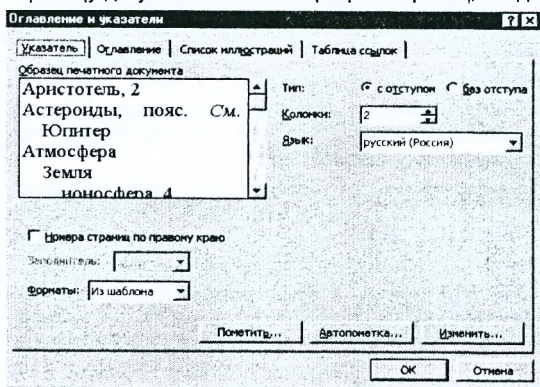 Оглавление и указатели
Указатель Оглавление Список иллюстраций Таблица ссылок
Образец печатного документа
Аристотель, 2
Астероиды, пояс. См.
Юпитер
Атмосфера
Земля
ионосфера 4
Тип: с отступом без отступа
Колонки: 2
Язык: русский (Россия)
Номера страниц по правому краю
Заполнитель:
Форматы: Из шаблона
Пометить... Автопометка... Изменить...
ОК Отмена